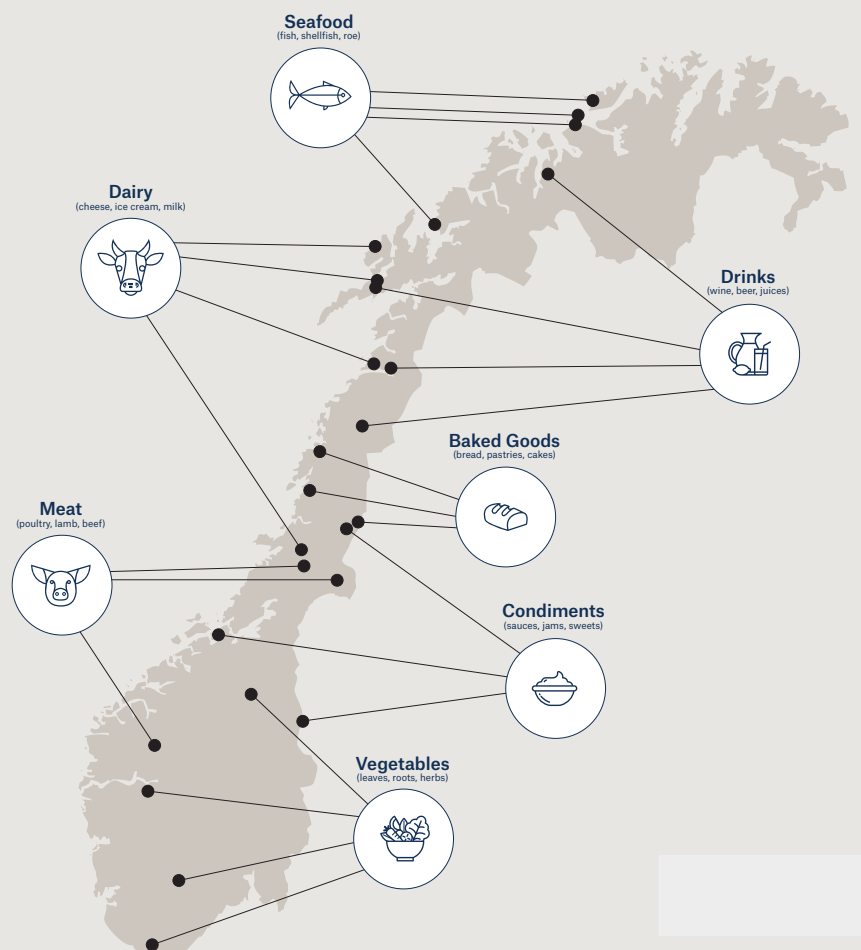 Seafood
(fish, shellfish, roe)
Dairy
(cheese, ice cream, milk)
Drinks
(wine, beer, juices)
Baked Goods
(bread, pastries, cakes)
Meat
(poultry, lamb, beef)
Condiments
(sauces, jams, sweets)
Vegetables
(leaves, roots, herbs)